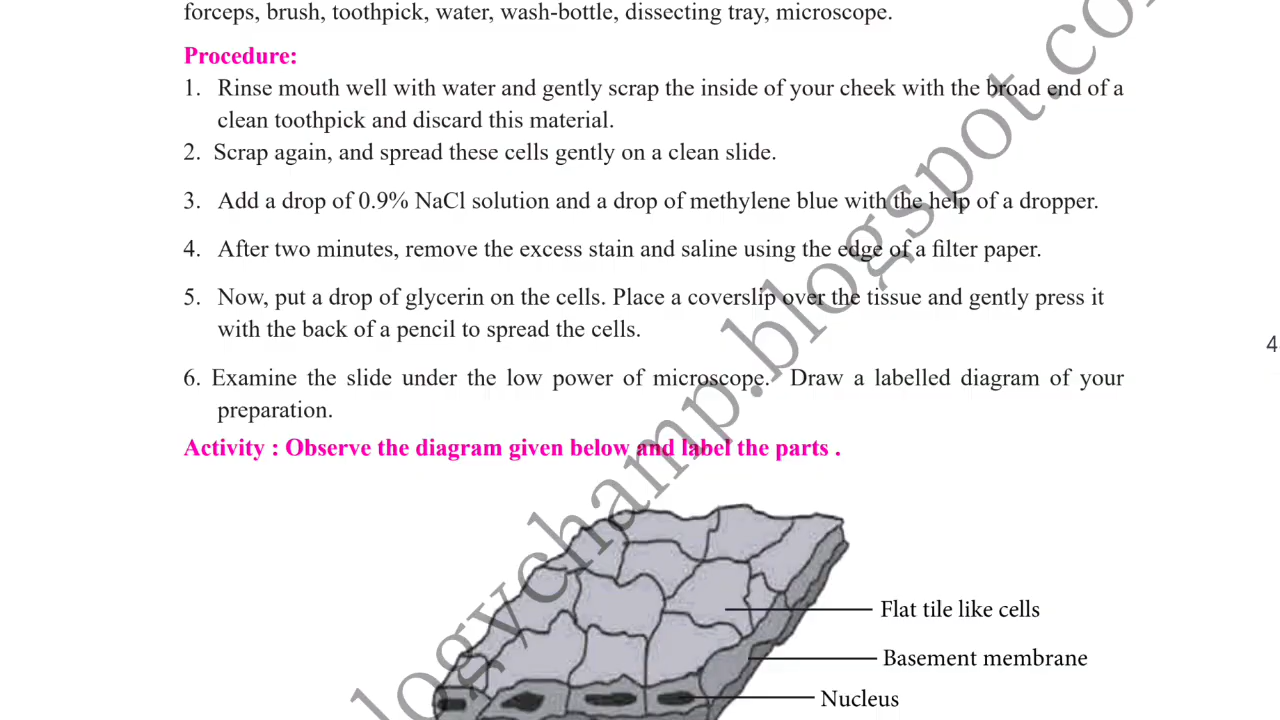 forceps, brush, toothpick, water, wash-bottle, dissecting tray, microscope.
Procedure:
1. Rinse mouth well with water and gently scrap the inside of your cheek with the broad end of a
clean toothpick and discard this material.
2. Scrap again, and spread these cells gently on a clean slide.
3. Add a drop of 0.9% NaCl solution and a drop of methylene blue with the help of a dropper.
4. After two minutes, remove the excess stain and saline using the edge of a filter paper.
5. Now, put a drop of glycerin on the cells. Place a coverslip over the tissue and gently press it
with the back of a pencil to spread the cells.
4
6. Examine the slide under the low power of microscope. Draw a labelled diagram of your
preparation.
Activity : Observe the diagram given below and label the parts .
Flat tile like cells
Basement membrane
Nucleus
logychamp.blogspot.co